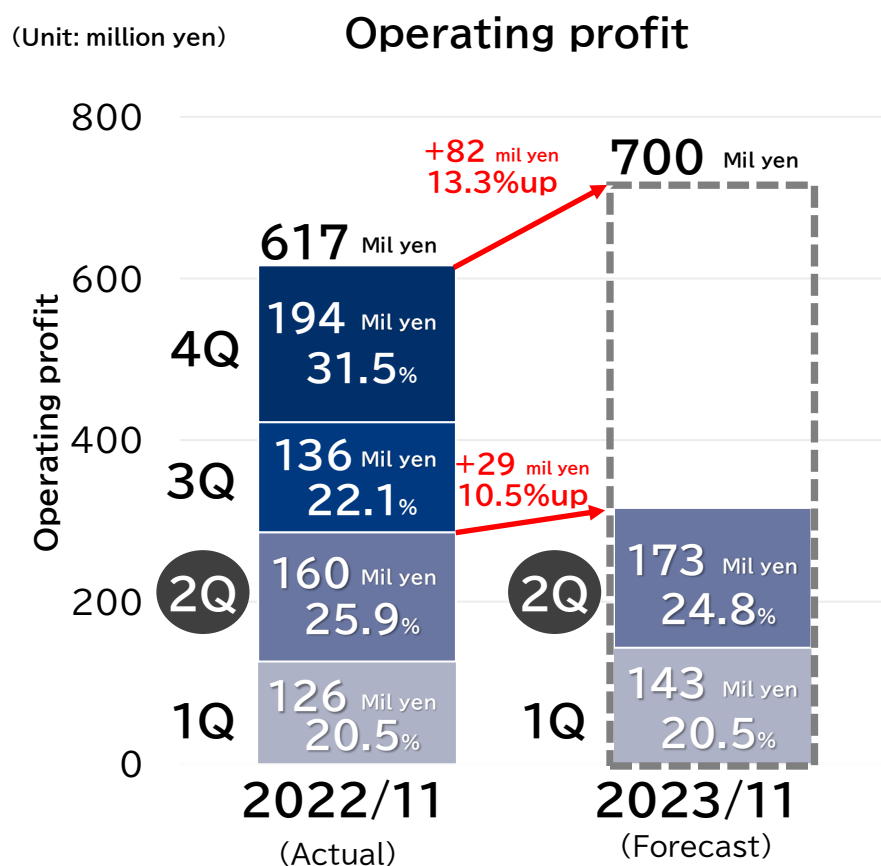 (Unit: million yen)
Operating profit
Operating profit
800
600
400
200
0
+82 mil yen
13.3%up
700 Mil yen
617 Mil yen
4Q
194 Mil yen
31.5%
3Q
136 Mil yen
22.1%
+29 mil yen
10.5%up
2Q
160 Mil yen
25.9%
2Q
173 Mil yen
24.8%
1Q
126 Mil yen
20.5%
1Q
143 Mil yen
20.5%
2022/11
(Actual)
2023/11
(Forecast)